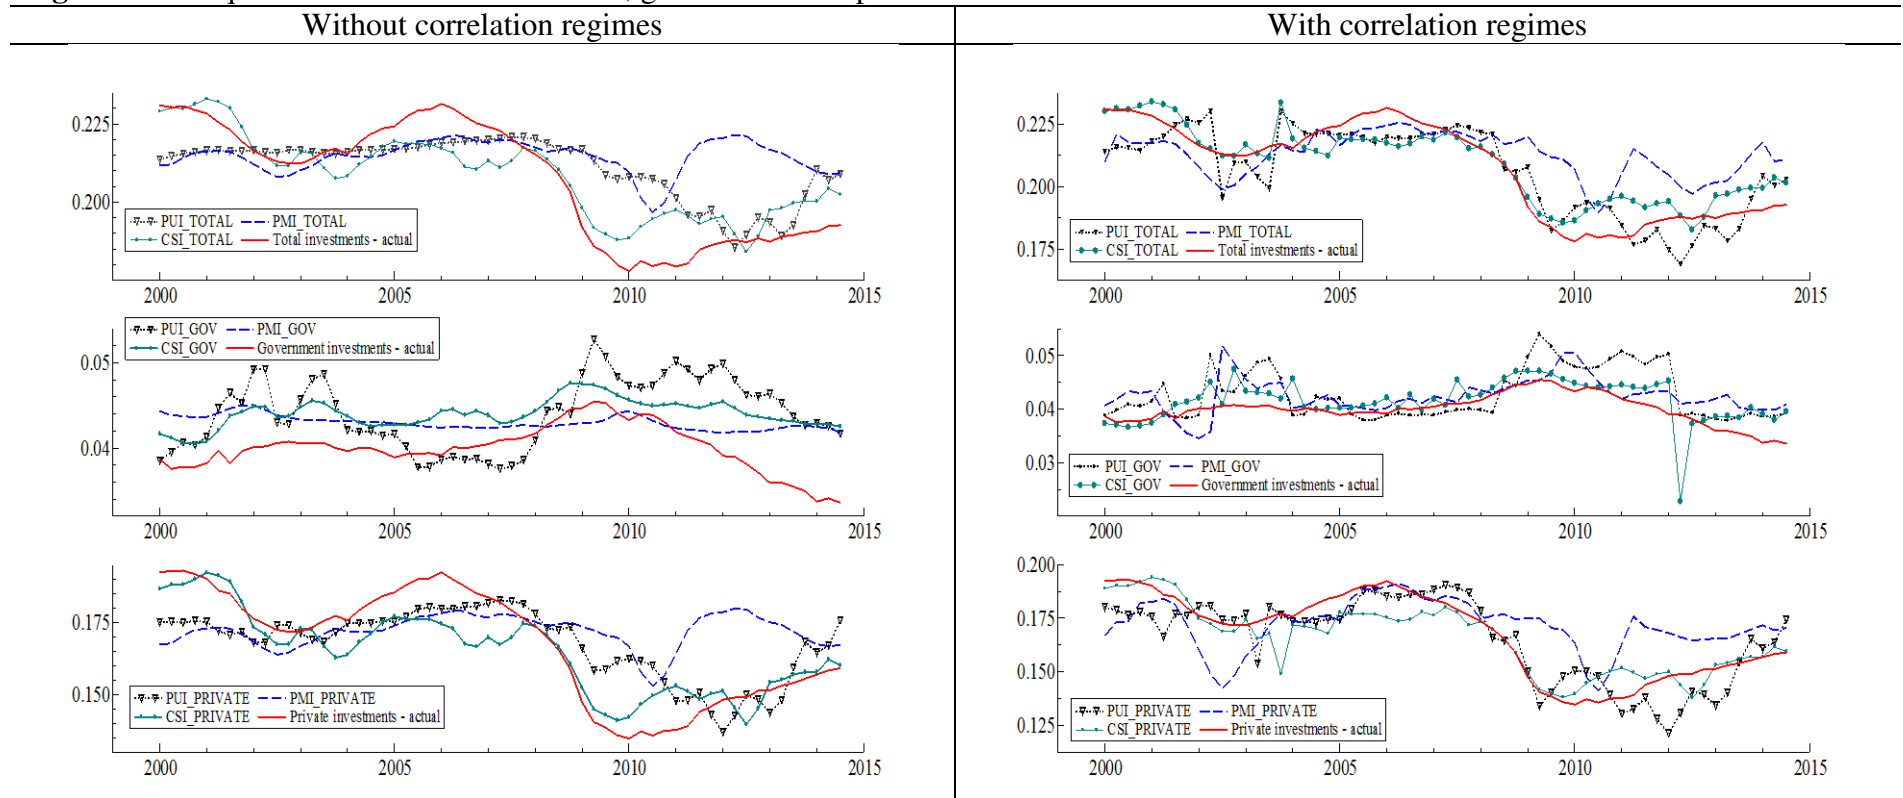 Without correlation regimes
With correlation regimes
0.225
0.200
PUI_TOTAL PMI_TOTAL
CSI_TOTAL Total investments - actual
2000 2005 2010 2015
0.225
0.200
0.175
PUI_TOTAL PMI_TOTAL
CSI_TOTAL Total investments - actual
2000 2005 2010 2015
PUI_GOV PMI_GOV
CSI_GOV Government investments - actual
0.05
0.04
2000 2005 2010 2015
0.05
0.04
0.03
PUI_GOV PMI_GOV
CSI_GOV Government investments - actual
2000 2005 2010 2015
0.175
0.150
PUI_PRIVATE PMI_PRIVATE
CSI_PRIVATE Private investments - actual
2000 2005 2010 2015
0.200
0.175
0.150
0.125
PUI_PRIVATE PMI_PRIVATE
CSI_PRIVATE Private investments - actual
2000 2005 2010 2015